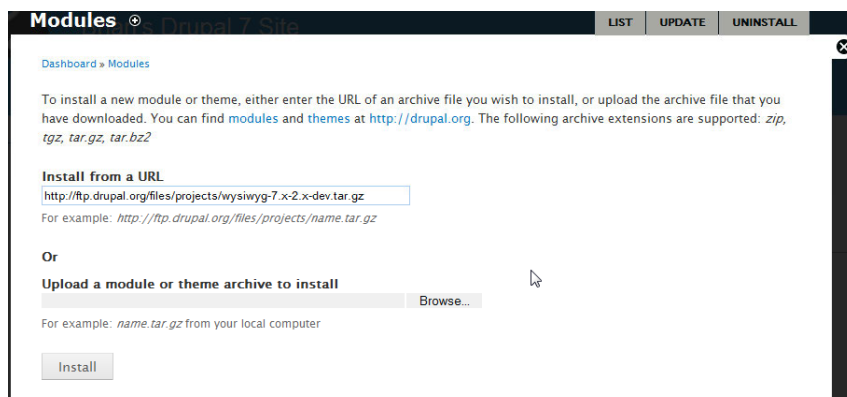 Modules
Brian's Drupal 7 Site
LIST UPDATE UNINSTALL
Dashboard » Modules
To install a new module or theme, either enter the URL of an archive file you wish to install, or upload the archive file that you
have downloaded. You can find modules and themes at http://drupal.org. The following archive extensions are supported: zip,
tgz, tar.gz, tar.bz2
Install from a URL
http://ftp.drupal.org/files/projects/wysiwyg-7.x-2.x-dev.tar.gz
For example: http://ftp.drupal.org/files/projects/name.tar.gz
Or
Upload a module or theme archive to install
Browse...
For example: name.tar.gz from your local computer
Install